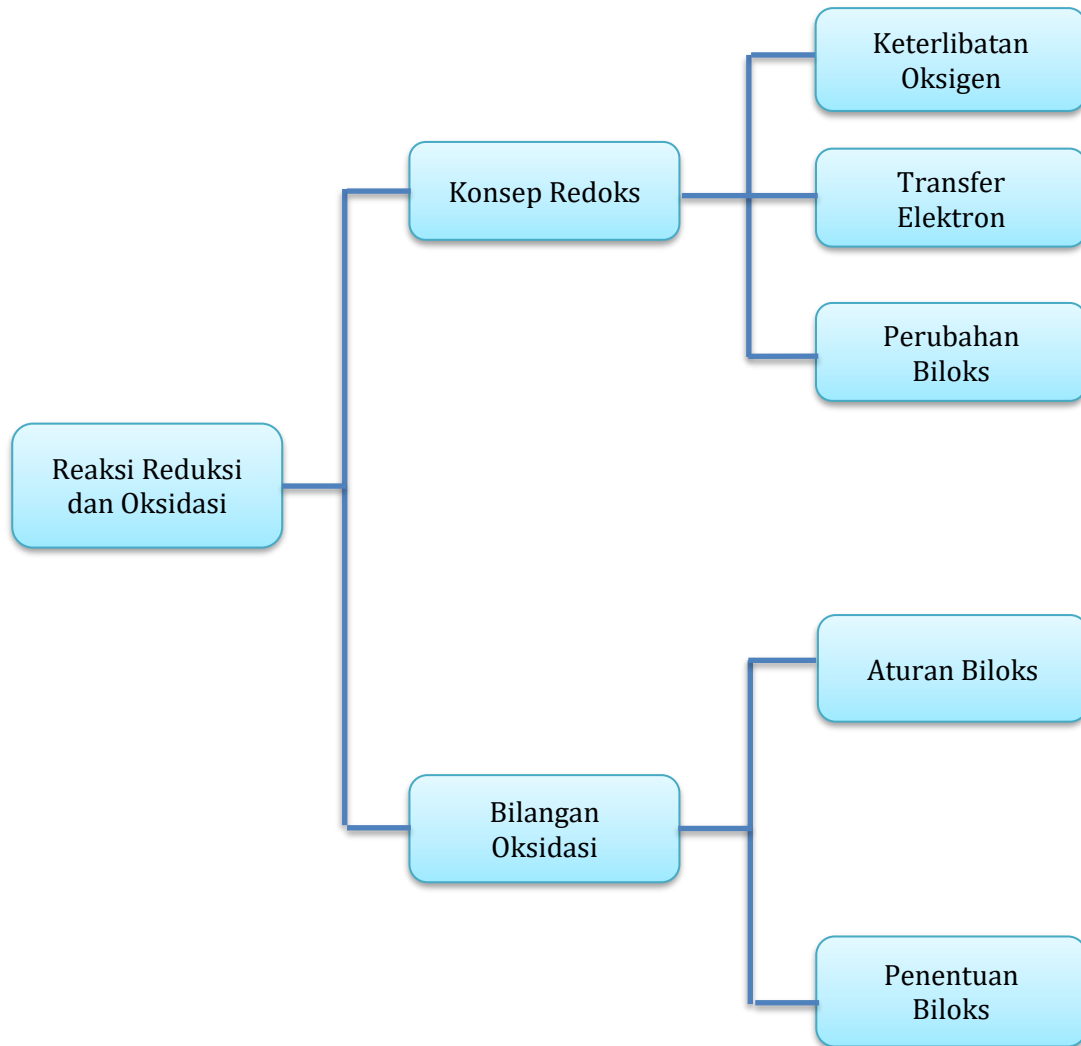 Keterlibatan
Oksigen
Konsep Redoks
Transfer
Elektron
Perubahan
Biloks
Reaksi Reduksi
dan Oksidasi
Aturan Biloks
Bilangan
Oksidasi
Penentuan
Biloks